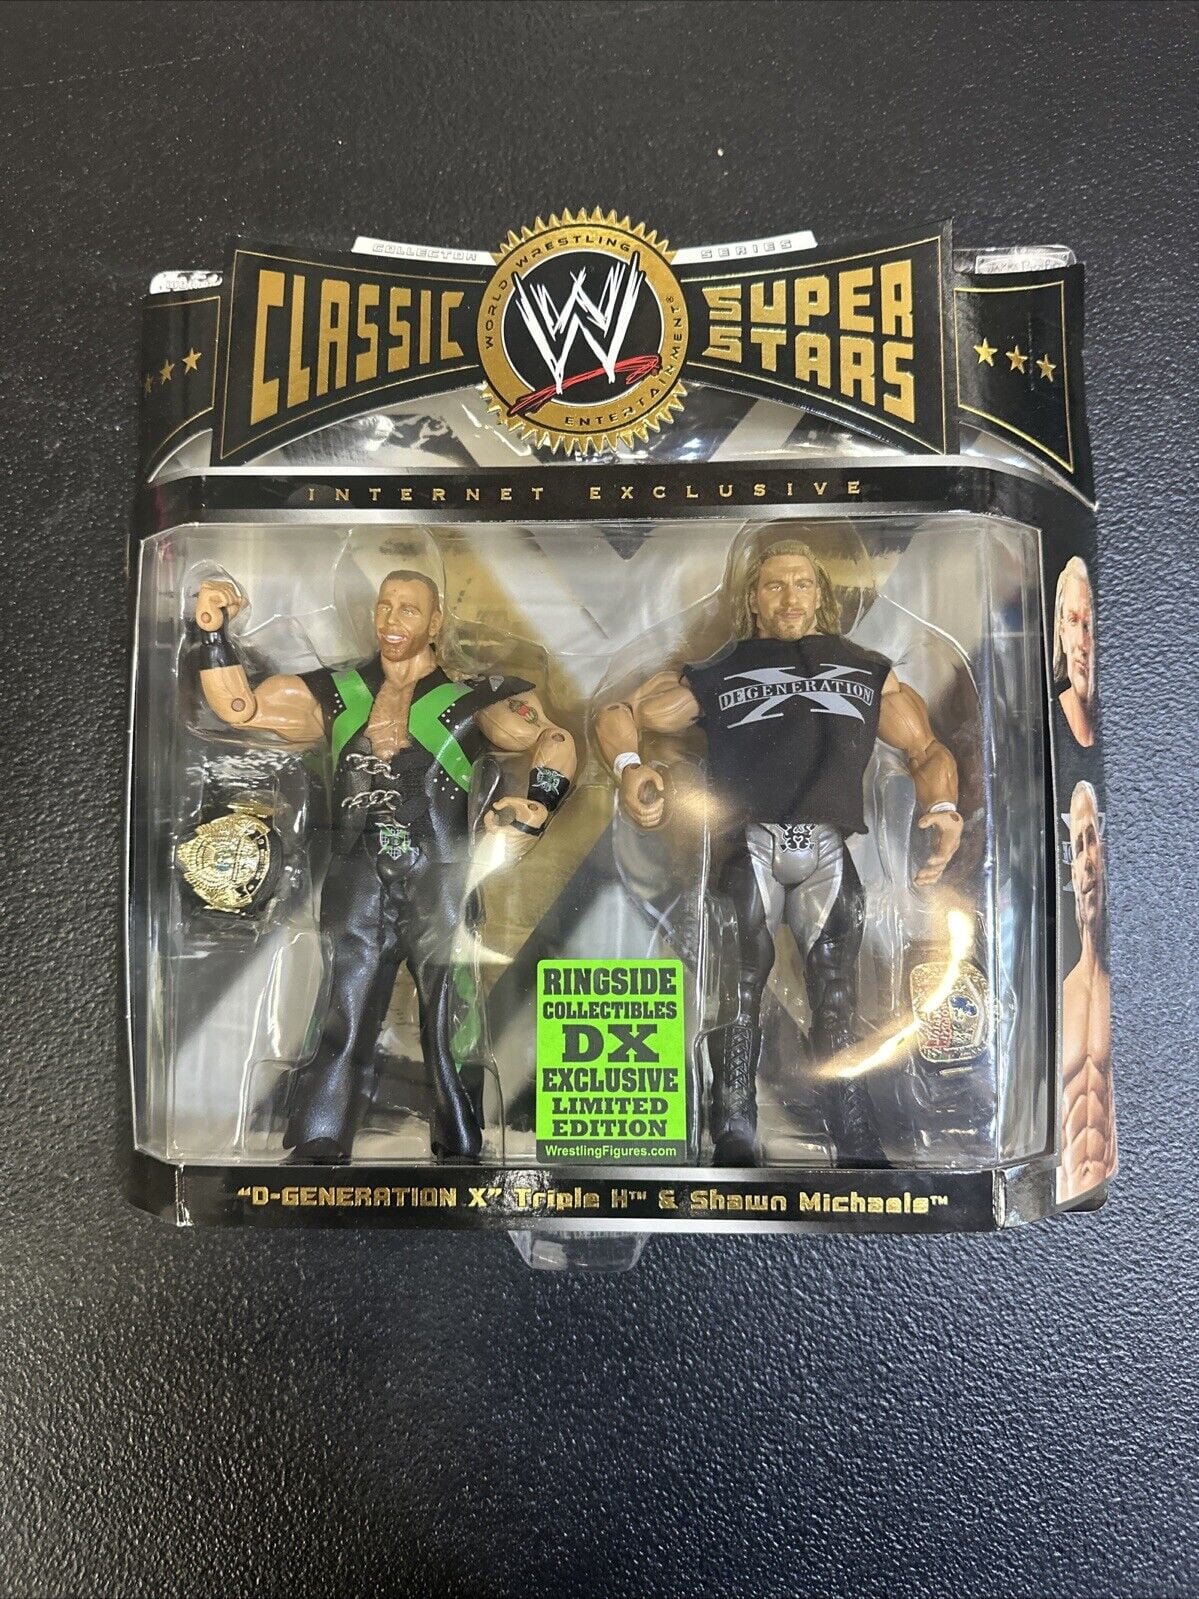 COLLECTOR SERIES
CLASSIC
SUPER
STARS
WORLD WRESTLING
W
ENTERTAINMENT®
INTERNET EXCLUSIVE
DEGENERATION
X
RINGSIDE
COLLECTIBLES
DX
EXCLUSIVE
LIMITED
EDITION
WrestlingFigures.com
"D-GENERATION X" Triple H™ & Shawn Michaels™